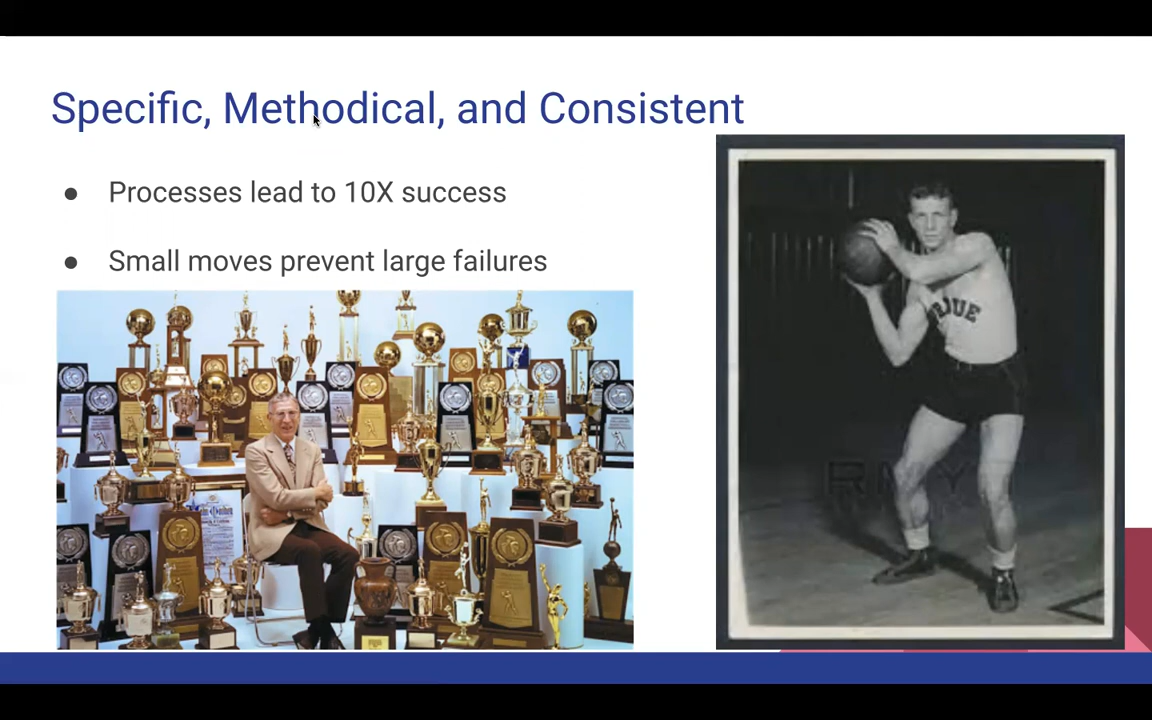 Specific, Methodical, and Consistent
● Processes lead to 10X success
● Small moves prevent large failures